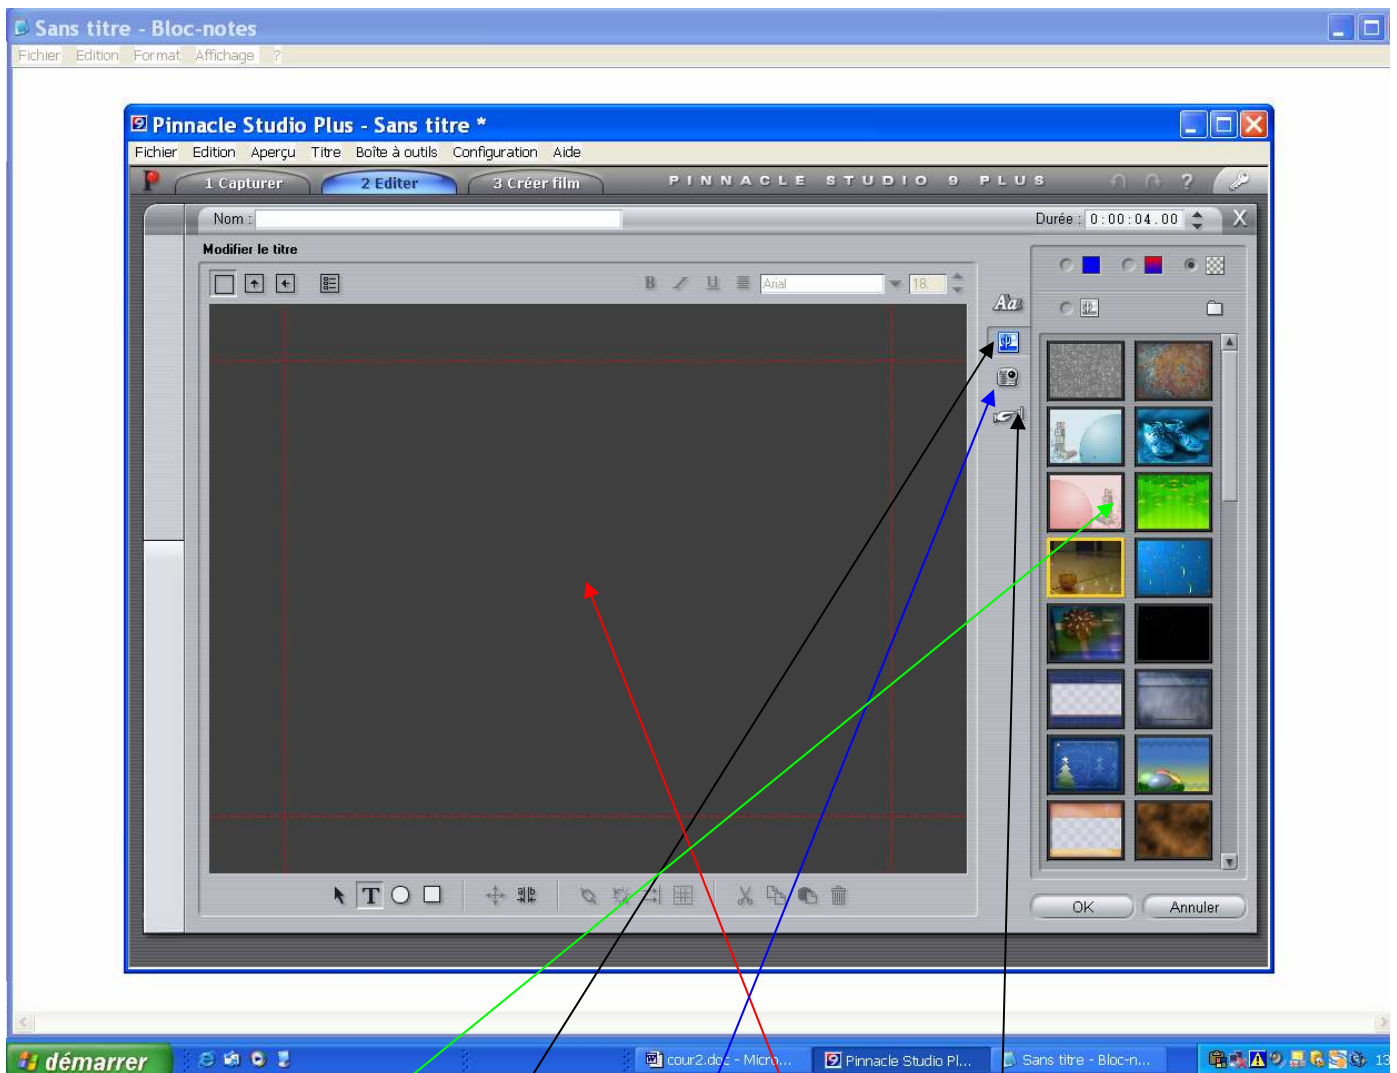 Sans titre - Bloc-notes
Fichier Edition Format Affichage ?
Pinnacle Studio Plus - Sans titre *
Fichier Edition Aperçu Titre Boîte à outils Configuration Aide
1 Capturer 2 Editer 3 Créer film PINNACLE STUDIO 9 PLUS ?
Nom : Durée : 0:00:04.00 X
Modifier le titre
B I U Arial 18.
Aa
T
a b
OK Annuler
démarrer cour2.doc - Micro... Pinnacle Studio Pl... Sans titre - Bloc-n... 13